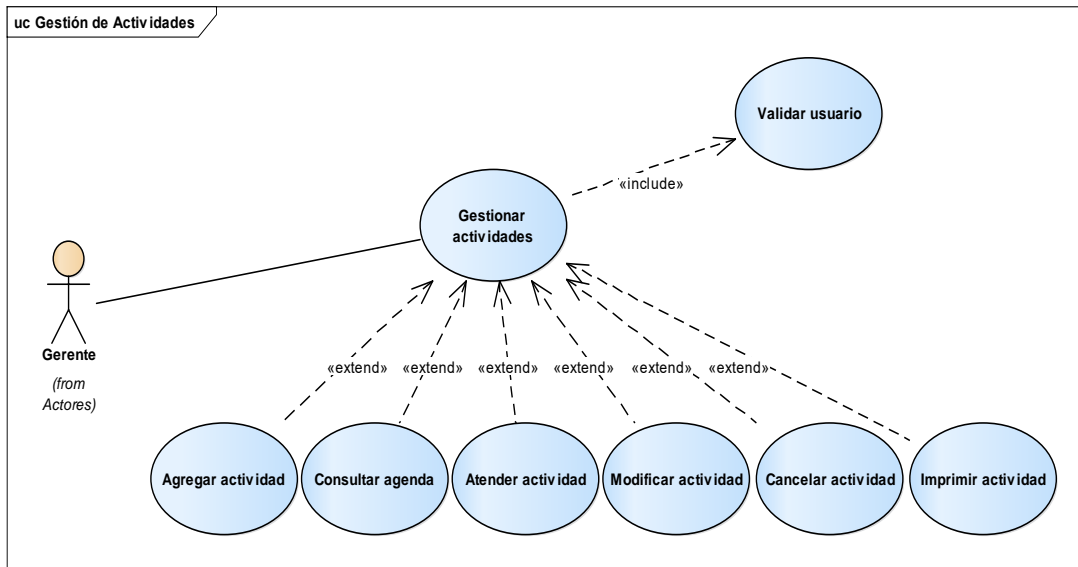 uc Gestión de Actividades
Validar usuario
«include»
Gestionar
actividades
Gerente
(from
Actores)
«extend» «extend» «extend» «extend» «extend» «extend»
Agregar actividad Consultar agenda Atender actividad Modificar actividad Cancelar actividad Imprimir actividad